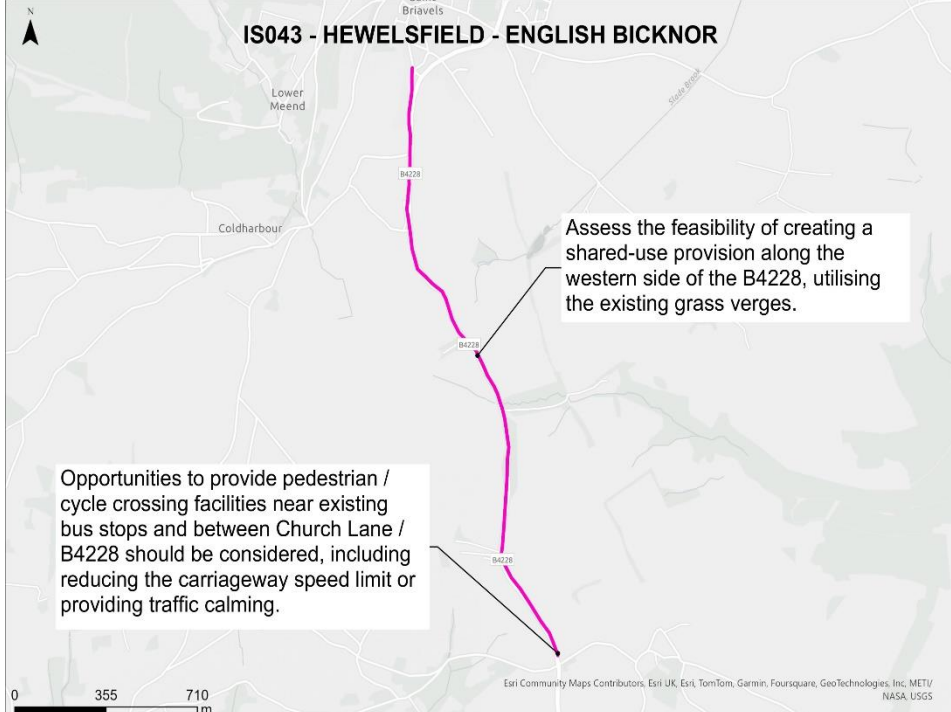 Briavels
N
IS043 - HEWELSFIELD - ENGLISH BICKNOR
Lower
Meend
Slade Brook
B4228
Coldharbour
Assess the feasibility of creating a
shared-use provision along the
western side of the B4228, utilising
the existing grass verges.
B4228
Opportunities to provide pedestrian /
cycle crossing facilities near existing
bus stops and between Church Lane /
B4228 should be considered, including
reducing the carriageway speed limit or
providing traffic calming.
B4228
0 355 710
m
Esri Community Maps Contributors, Esri UK, Esri, TomTom, Garmin, Foursquare, GeoTechnologies, Inc, METI/
NASA, USGS